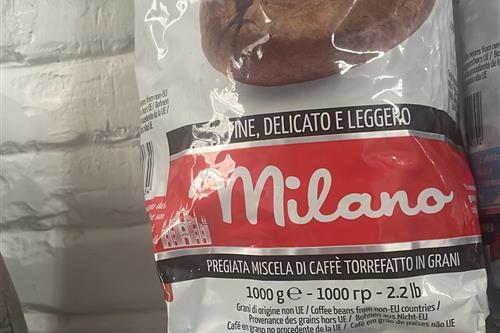 FINE, DELICATO E LEGGERO
Milano
PREGIATA MISCELA DI CAFFÈ TORREFATTO IN GRANI
1000 g e - 1000 гр - 2.2 lb
Grani di origine non UE / Coffee beans from non-EU countries /
Provenance des grains hors UE / Bohnen aus Nicht-EU
Café en grano no procedente de la UE / Café em grão de países não UE